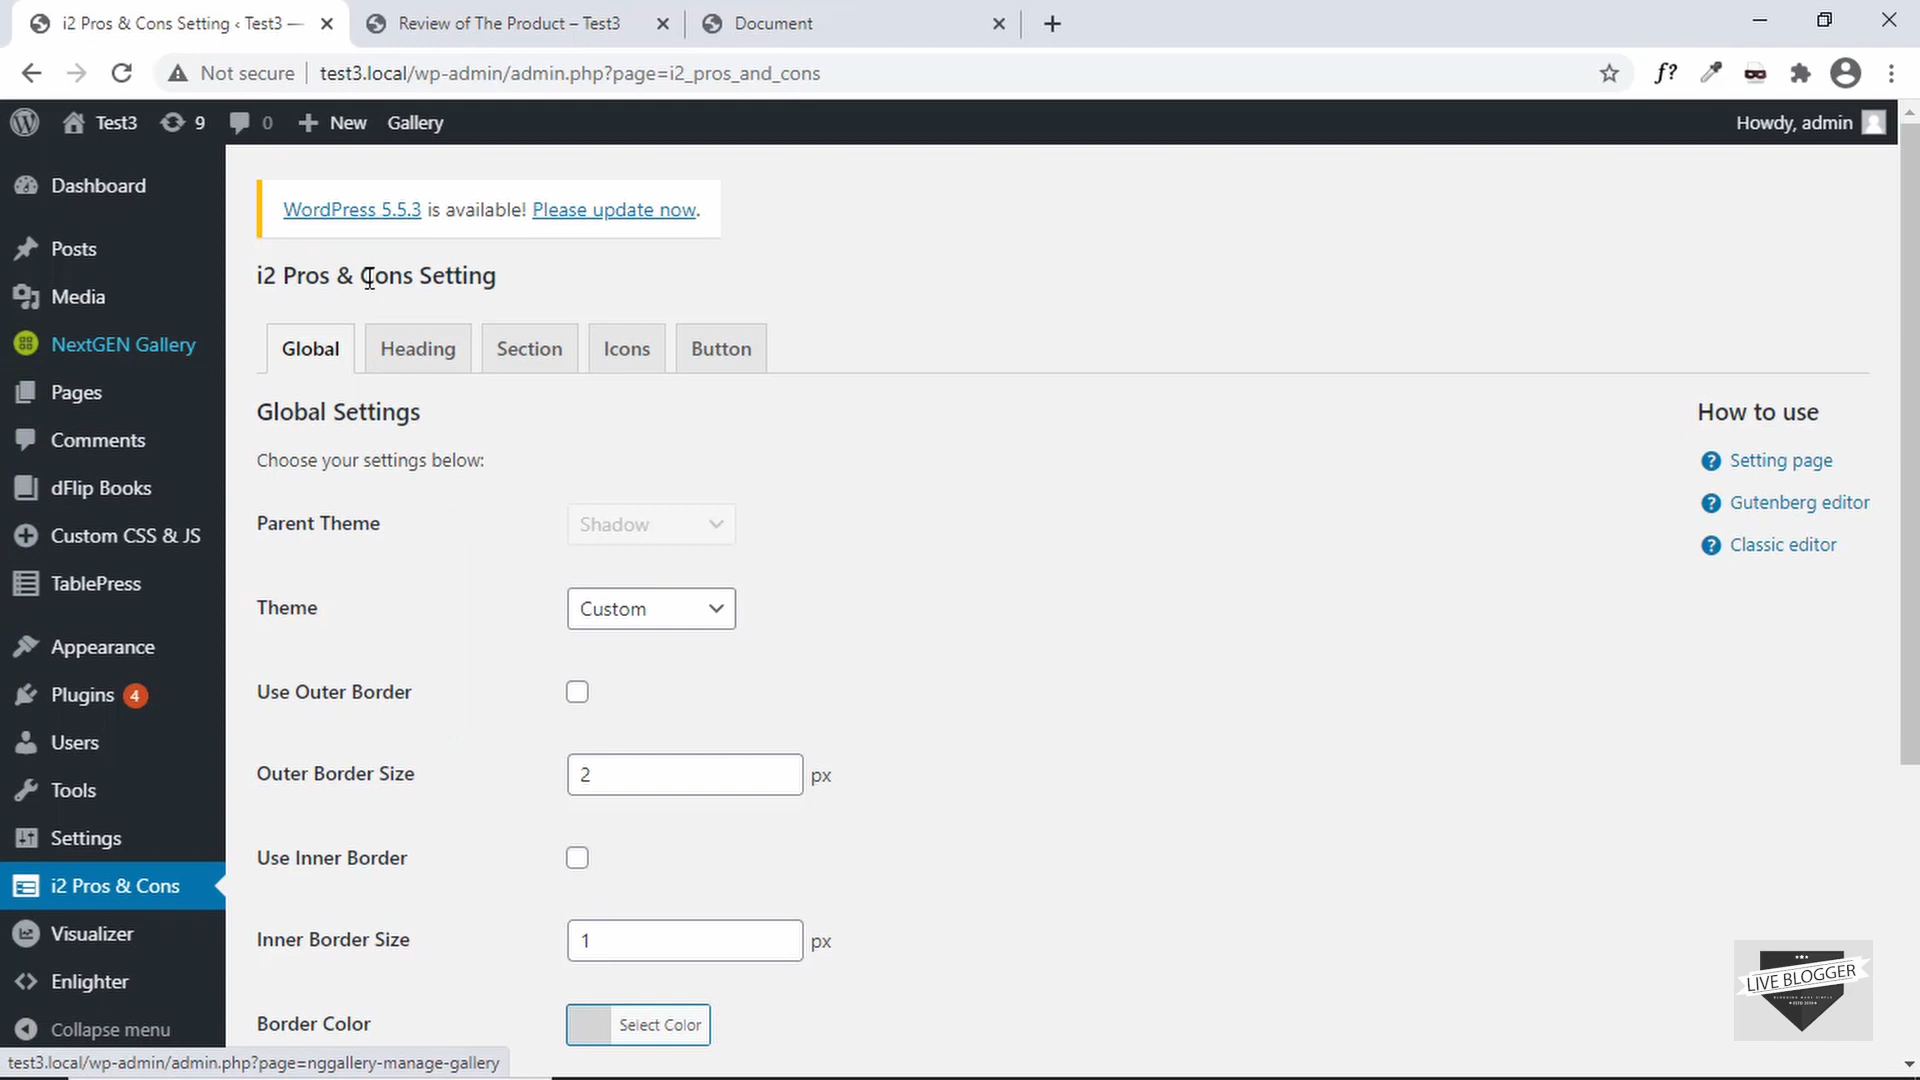 i2 Pros & Cons Setting ‹ Test3 —
Review of The Product – Test3
Document
Not secure
test3.local/wp-admin/admin.php?page=i2_pros_and_cons
f?
Test3
9
0
New
Gallery
Howdy, admin
Dashboard
Posts
Media
NextGEN Gallery
Pages
Comments
dFlip Books
Custom CSS & JS
TablePress
Appearance
Plugins 4
Users
Tools
Settings
i2 Pros & Cons
Visualizer
Enlighter
Collapse menu
WordPress 5.5.3 is available! Please update now.
i2 Pros & Cons Setting
Global
Heading
Section
Icons
Button
Global Settings
Choose your settings below:
Parent Theme
Shadow
Theme
Custom
Use Outer Border
Outer Border Size
2
px
Use Inner Border
Inner Border Size
1
px
Border Color
Select Color
How to use
Setting page
Gutenberg editor
Classic editor
LIVE BLOGGER
test3.local/wp-admin/admin.php?page=nggallery-manage-gallery